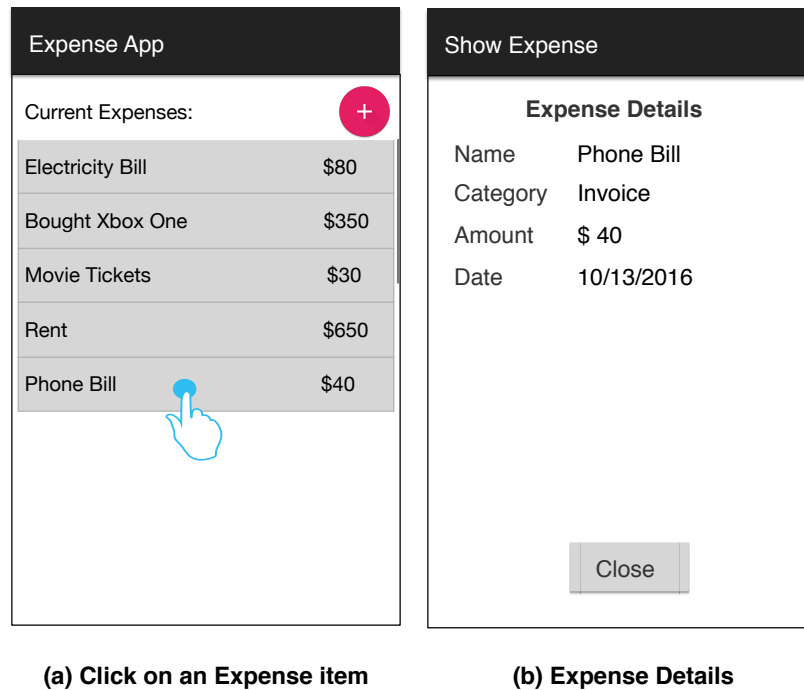 Expense App
Current Expenses:
+
Electricity Bill $80
Bought Xbox One $350
Movie Tickets $30
Rent $650
Phone Bill $40
(a) Click on an Expense item
Show Expense
Expense Details
Name Phone Bill
Category Invoice
Amount $ 40
Date 10/13/2016
Close
(b) Expense Details